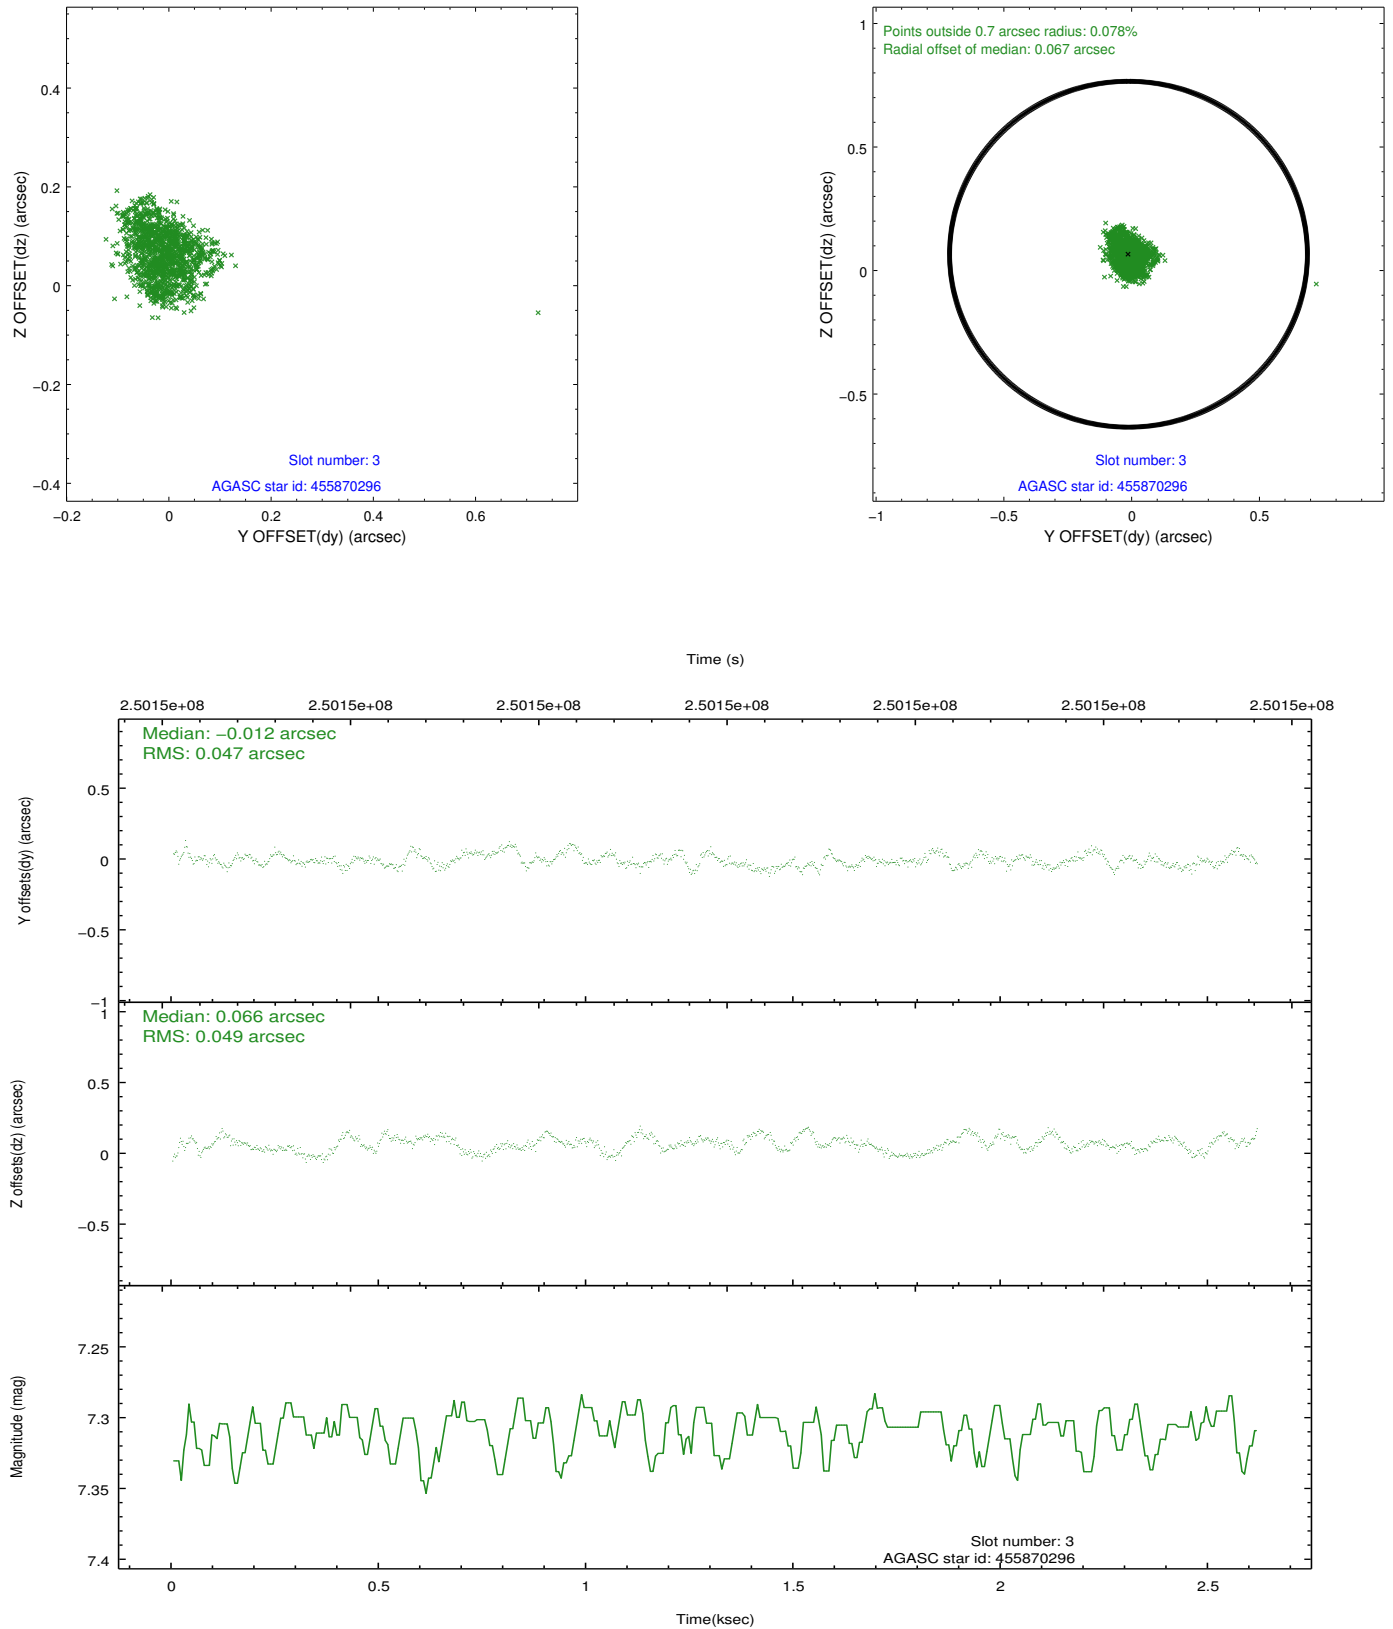 0.4
0.2
0
−0.2
−0.4
Z OFFSET(dz) (arcsec)
Slot number: 3
AGASC star id: 455870296
−0.2 0 0.2 0.4 0.6
Y OFFSET(dy) (arcsec)
Points outside 0.7 arcsec radius: 0.078%
Radial offset of median: 0.067 arcsec
1
0.5
0
−0.5
Z OFFSET(dz) (arcsec)
Slot number: 3
AGASC star id: 455870296
−1 −0.5 0 0.5
Y OFFSET(dy) (arcsec)
Time (s)
2.5015e+08 2.5015e+08 2.5015e+08 2.5015e+08 2.5015e+08 2.5015e+08 2.5015e+08
Median: −0.012 arcsec
RMS: 0.047 arcsec
0.5
0
−0.5
−1
Y offsets(dy) (arcsec)
Median: 0.066 arcsec
RMS: 0.049 arcsec
1
0.5
0
−0.5
Z offsets(dz) (arcsec)
7.25
7.3
7.35
7.4
Magnitude (mag)
Slot number: 3
AGASC star id: 455870296
0 0.5 1 1.5 2 2.5
Time(ksec)